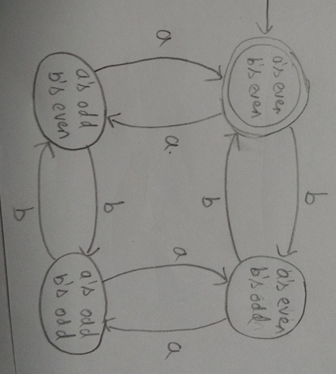 a
a's even
b's even
a's odd
b's even
a.
b
b
b
b
a
b's even
b's odd
a's odd
b's odd
a